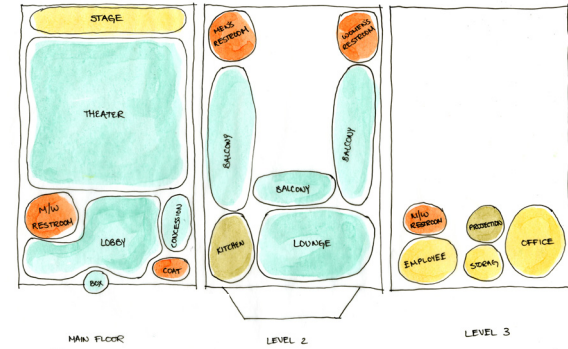 STAGE
THEATER
M/W
RESTROOM
LOBBY
CONCESSION
COAT
BOX
MAIN FLOOR
MEN'S
RESTROOM
WOMENS
RESTROOM
BALCONY
BALCONY
BALCONY
KITCHEN
LOUNGE
LEVEL 2
M/W
RESTROOM
PROJECTION
OFFICE
EMPLOYEE
STORAG
LEVEL 3